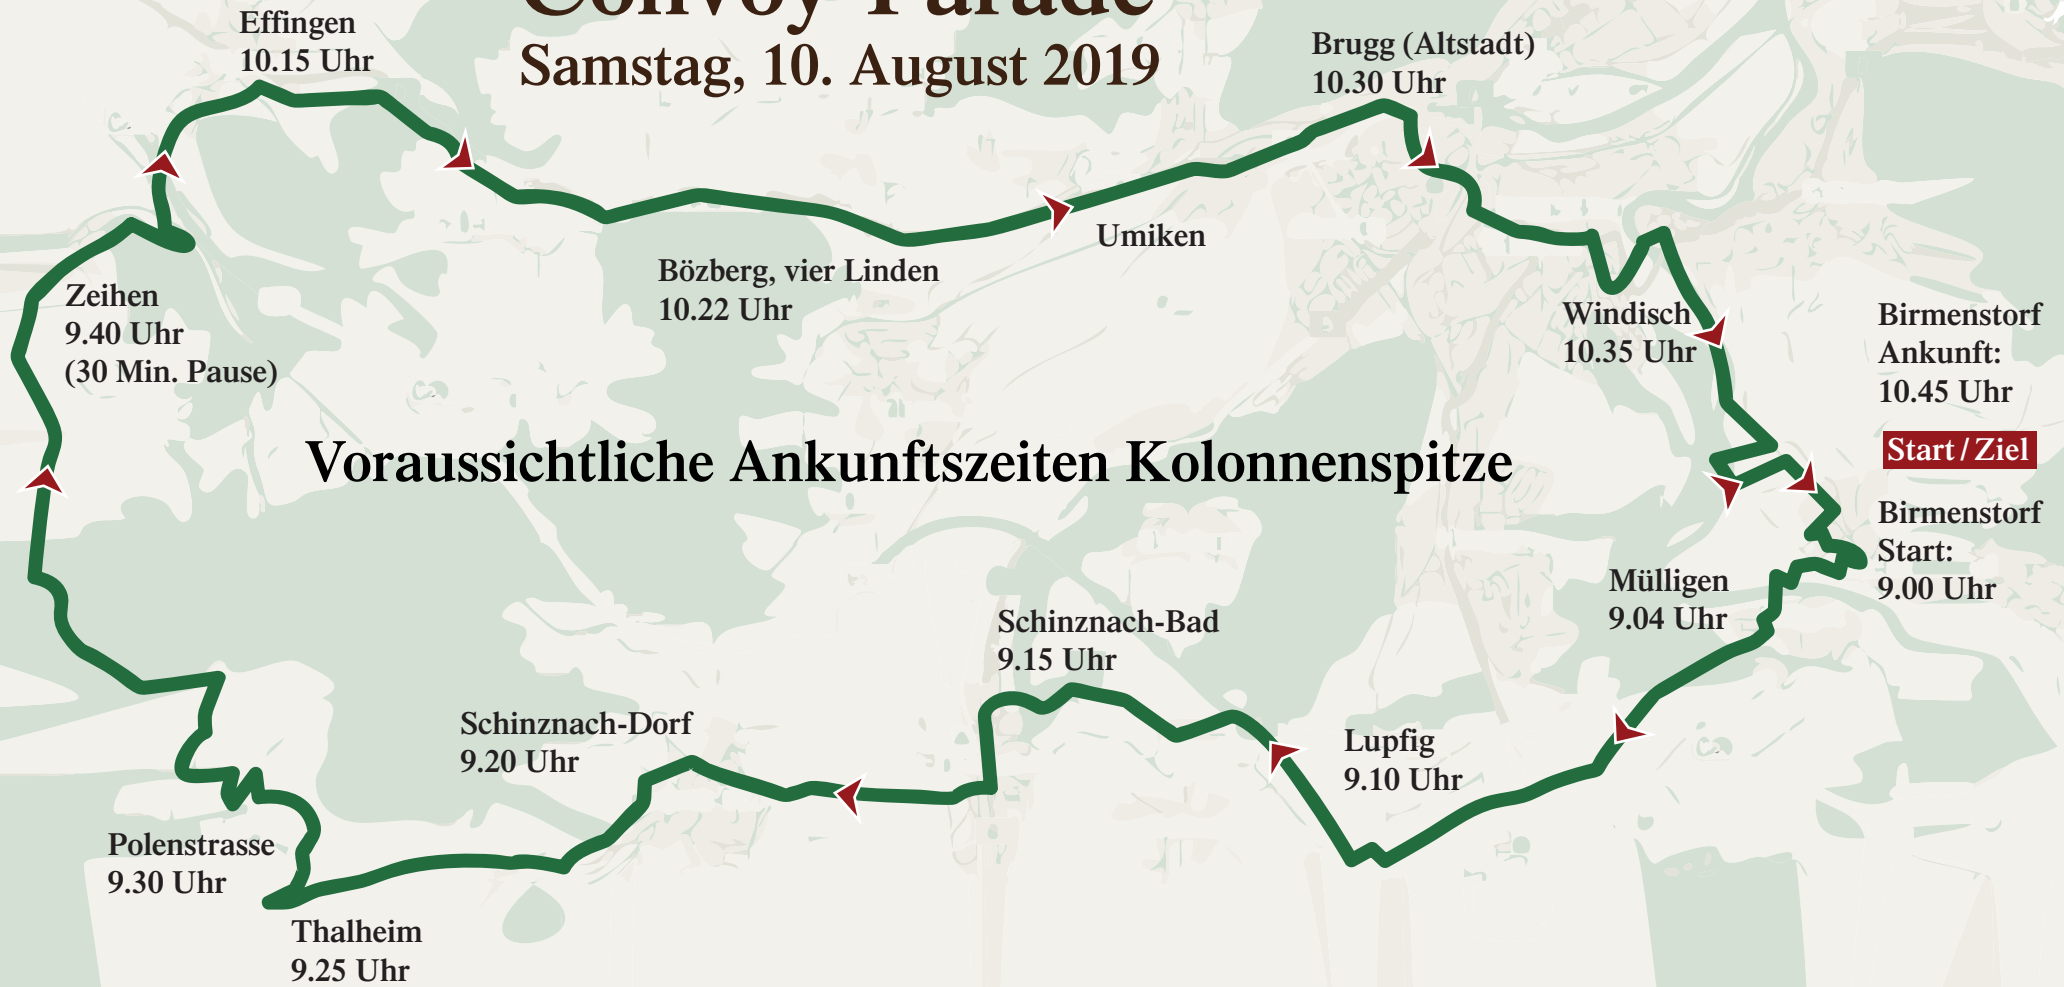 Convoy-Parade
Samstag, 10. August 2019
Effingen
10.15 Uhr
Brugg (Altstadt)
10.30 Uhr
Umiken
Bözberg, vier Linden
10.22 Uhr
Zeihen
9.40 Uhr
(30 Min. Pause)
Windisch
10.35 Uhr
Birmenstorf
Ankunft:
10.45 Uhr
Start / Ziel
Voraussichtliche Ankunftszeiten Kolonnenspitze
Birmenstorf
Start:
9.00 Uhr
Mülligen
9.04 Uhr
Schinznach-Bad
9.15 Uhr
Schinznach-Dorf
9.20 Uhr
Lupfig
9.10 Uhr
Polenstrasse
9.30 Uhr
Thalheim
9.25 Uhr